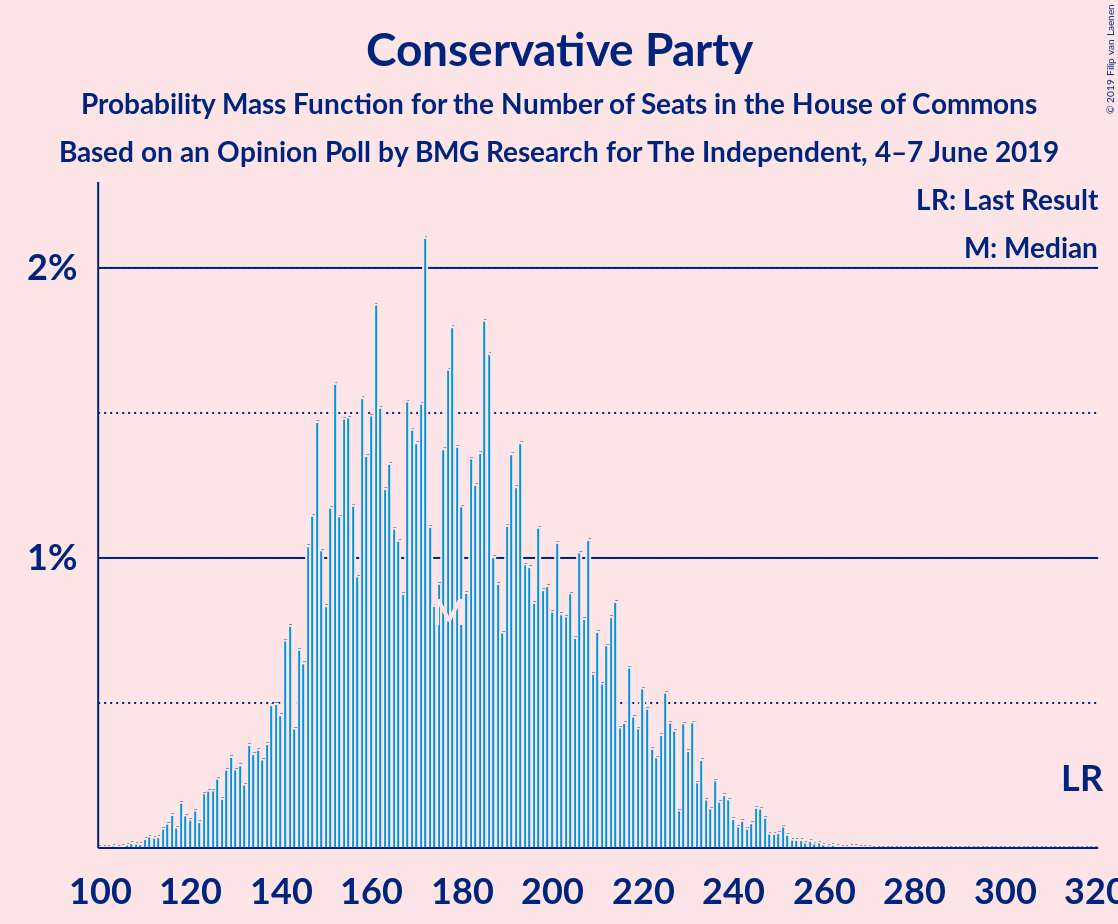 Conservative Party
Probability Mass Function for the Number of Seats in the House of Commons
Based on an Opinion Poll by BMG Research for The Independent, 4–7 June 2019
© 2019 Filip van Laenen
LR: Last Result
M: Median
2%
1%
M
LR
100 120 140 160 180 200 220 240 260 280 300 320